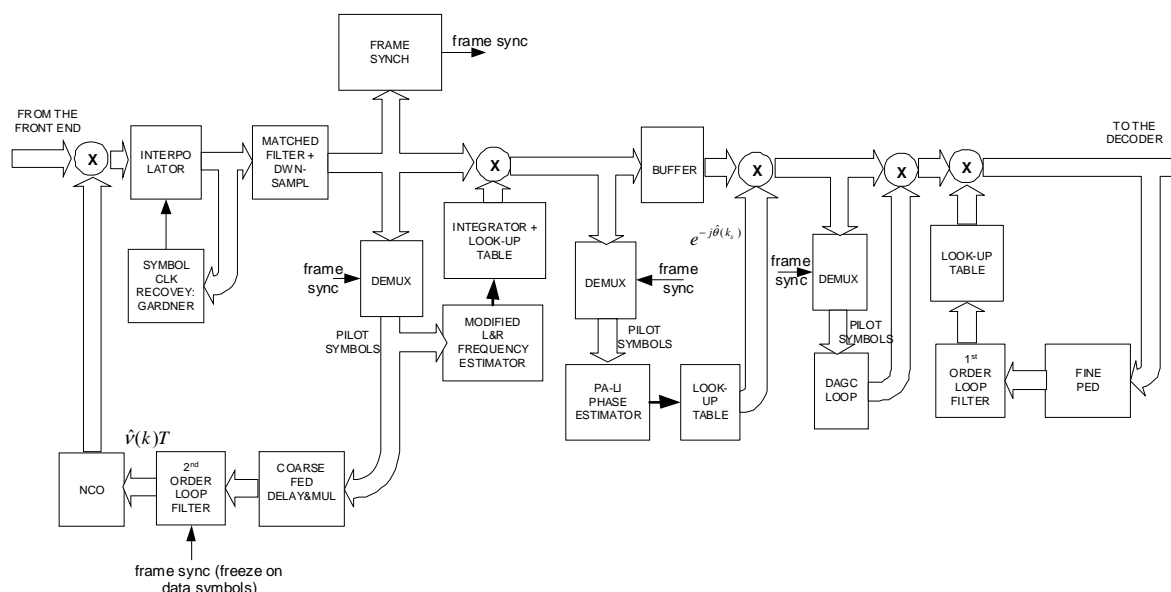 FRAME
SYNCH
frame sync
FROM THE
FRONT END
X
INTERPO
LATOR
MATCHED
FILTER +
DWN-
SAMPL
X
BUFFER
X
X
X
TO THE
DECODER
SYMBOL
CLK
RECOVEY:
GARDNER
frame
sync
DEMUX
INTEGRATOR +
LOOK-UP
TABLE
DEMUX
frame
sync
e^{-j\hat{\theta}(k_s)}
frame
sync
DEMUX
LOOK-UP
TABLE
PILOT
SYMBOLS
MODIFIED
L&R
FREQUENCY
ESTIMATOR
PILOT
SYMBOLS
PILOT
SYMBOLS
PA-LI
PHASE
ESTIMATOR
LOOK-
UP
TABLE
DAGC
LOOP
1st
ORDER
LOOP
FILTER
FINE
PED
\hat{v}(k)T
NCO
2nd
ORDER
LOOP
FILTER
COARSE
FED
DELAY&MUL
frame sync (freeze on
data symbols)